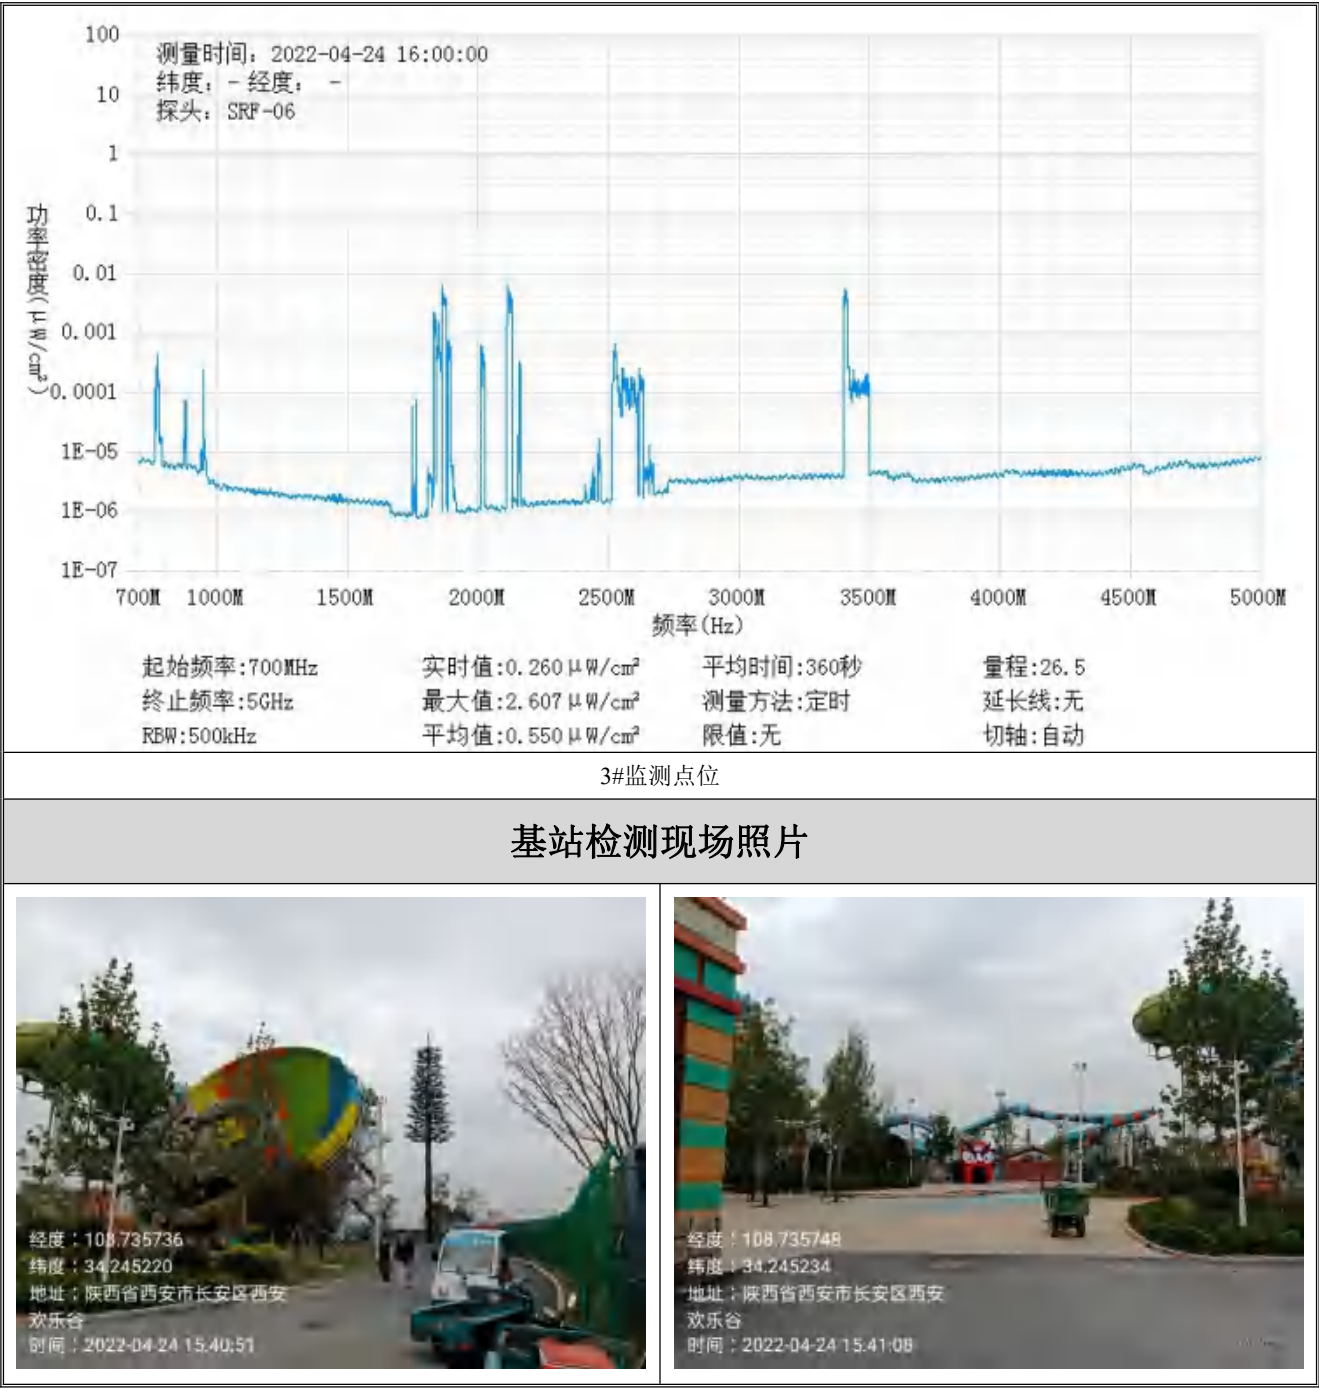 100
测量时间: 2022-04-24 16:00:00
纬度: - 经度: -
10
探头: SRF-06
1
0.1
0.01
0.001
0.0001
1E-05
1E-06
1E-07
功率密度(μW/cm²)
700M 1000M 1500M 2000M 2500M 3000M 3500M 4000M 4500M 5000M
频率(Hz)
起始频率:700MHz 实时值:0.260μW/cm² 平均时间:360秒 量程:26.5
终止频率:5GHz 最大值:2.607μW/cm² 测量方法:定时 延长线:无
RBW:500kHz 平均值:0.550μW/cm² 限值:无 切轴:自动
3#监测点位
基站检测现场照片
经度:108.735736
纬度:34.245220
地址:陕西省西安市长安区西安
欢乐谷
时间:2022-04-24 15:40:51
经度:108.735748
纬度:34.245234
地址:陕西省西安市长安区西安
欢乐谷
时间:2022-04-24 15:41:08